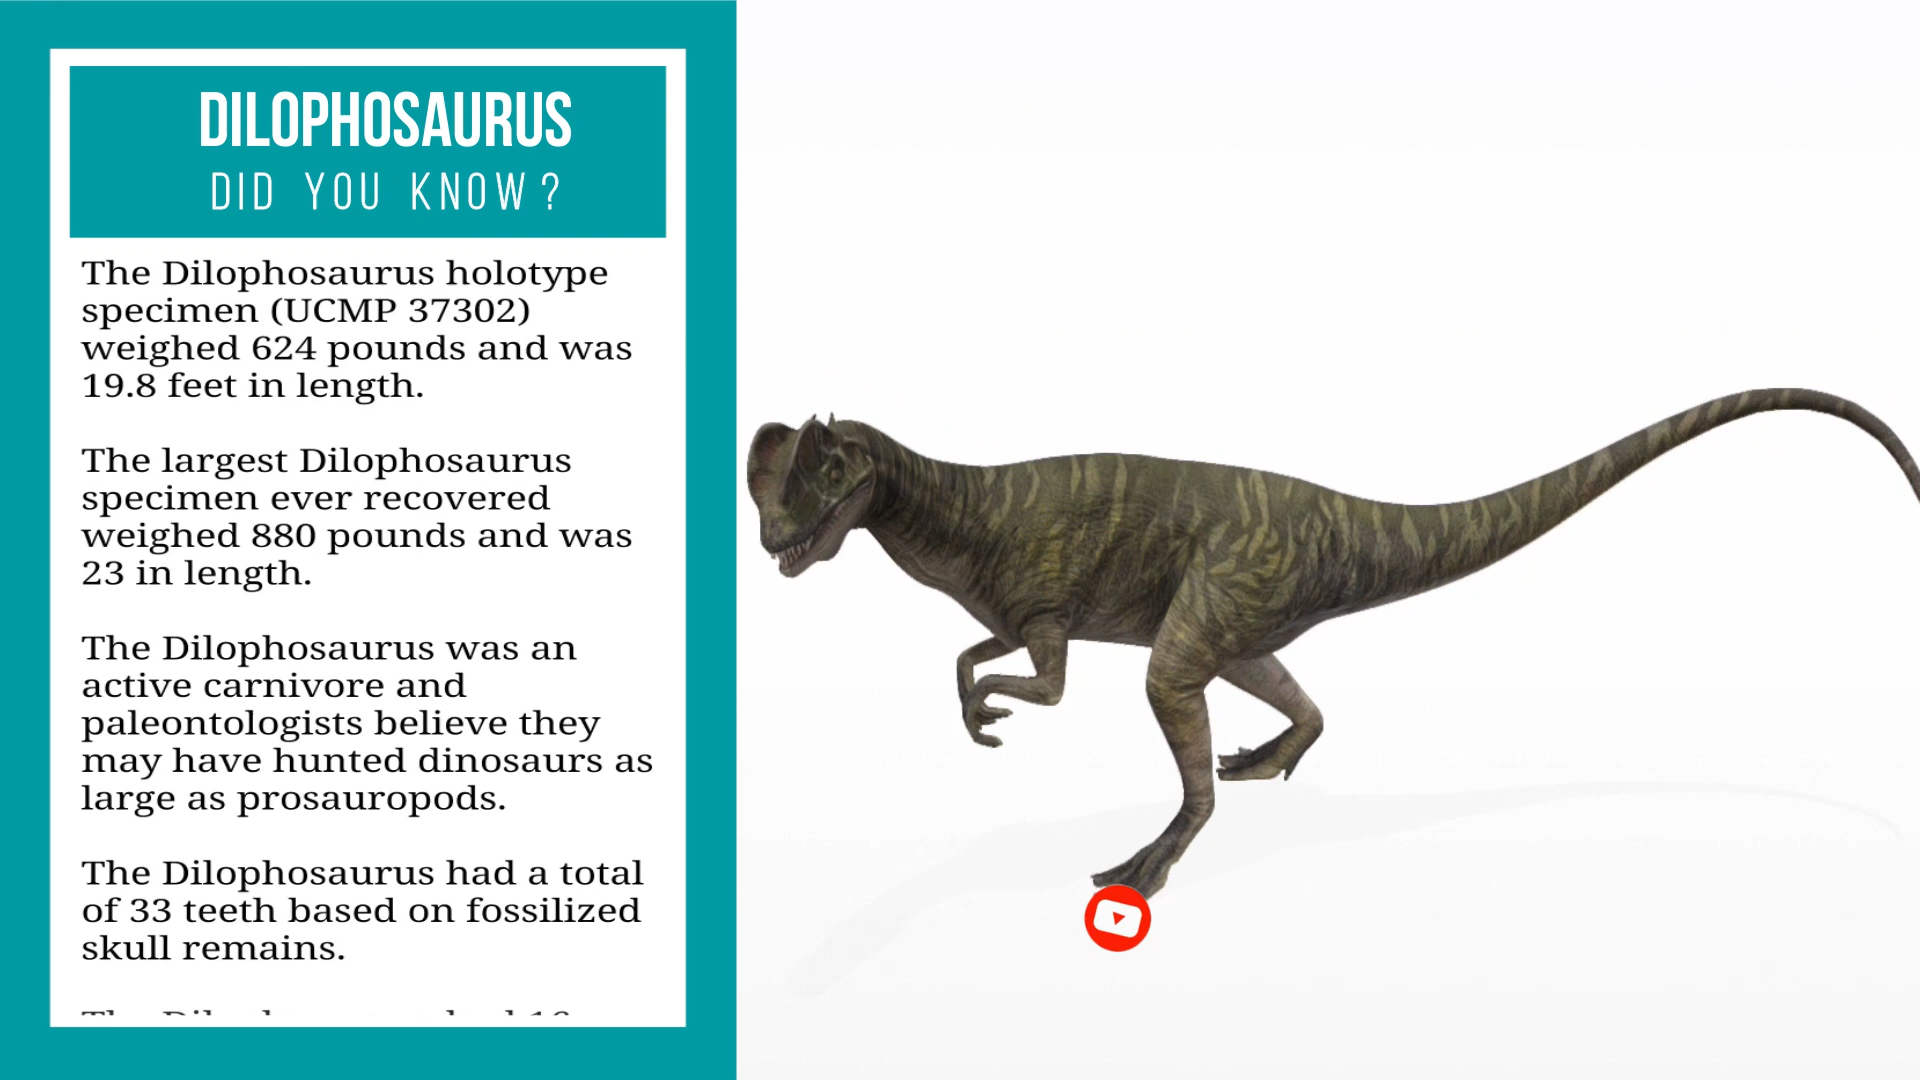 DILOPHOSAURUS
DID YOU KNOW?
The Dilophosaurus holotype
specimen (UCMP 37302)
weighed 624 pounds and was
19.8 feet in length.
The largest Dilophosaurus
specimen ever recovered
weighed 880 pounds and was
23 in length.
The Dilophosaurus was an
active carnivore and
paleontologists believe they
may have hunted dinosaurs as
large as prosauropods.
The Dilophosaurus had a total
of 33 teeth based on fossilized
skull remains.